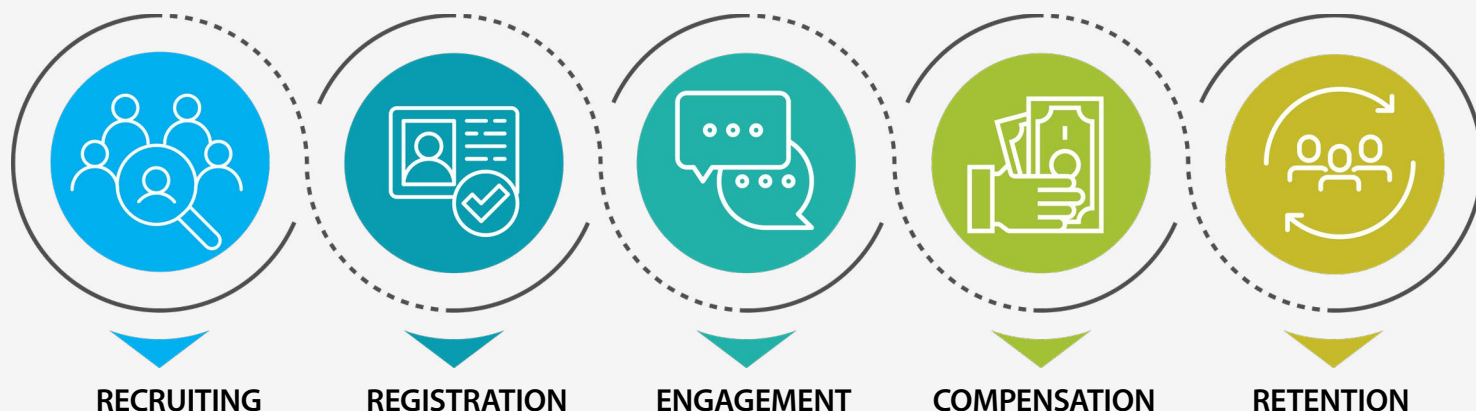 RECRUITING
REGISTRATION
ENGAGEMENT
COMPENSATION
RETENTION